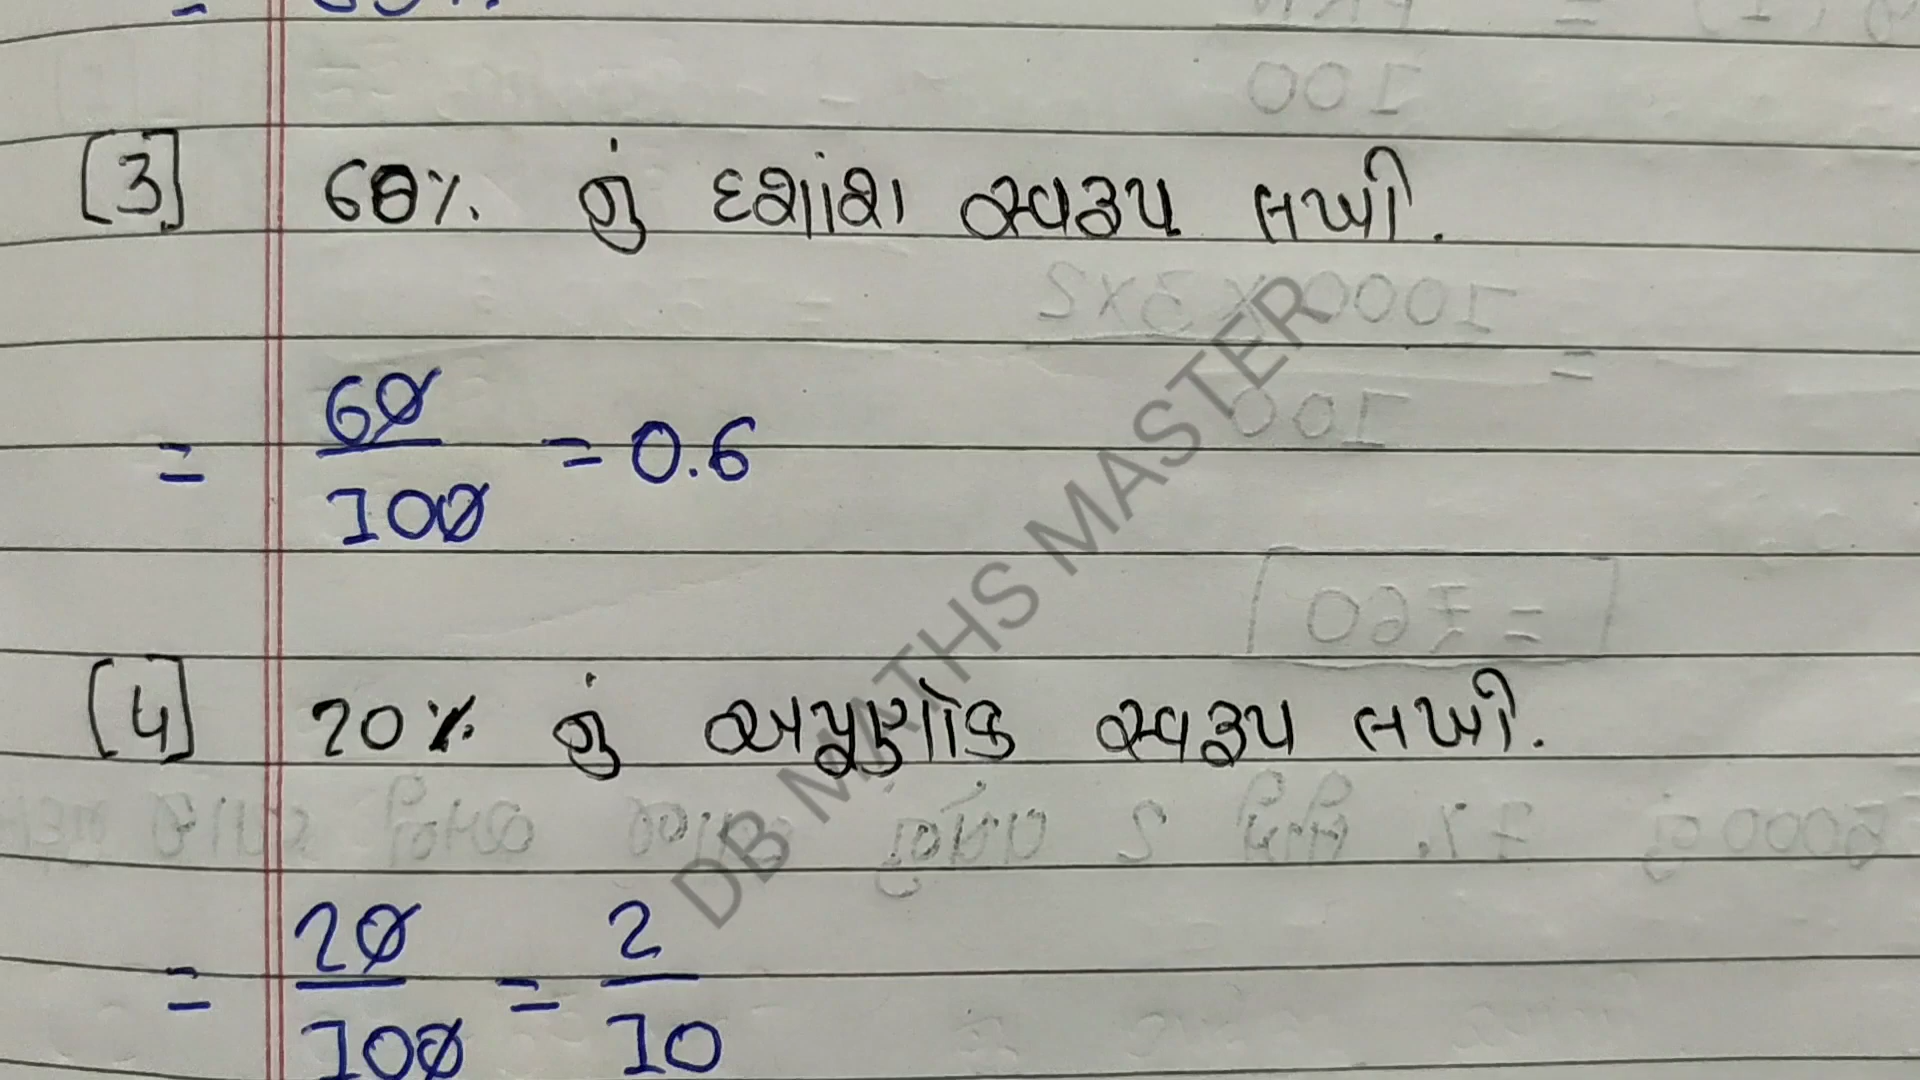 [3] 60% નું દશાંશ સ્વરૂપ લખો.
= 60/100 = 0.6
[4] 20% નું અપૂર્ણાંક સ્વરૂપ લખો.
= 20/100 = 2/10
DB MATHS MASTER